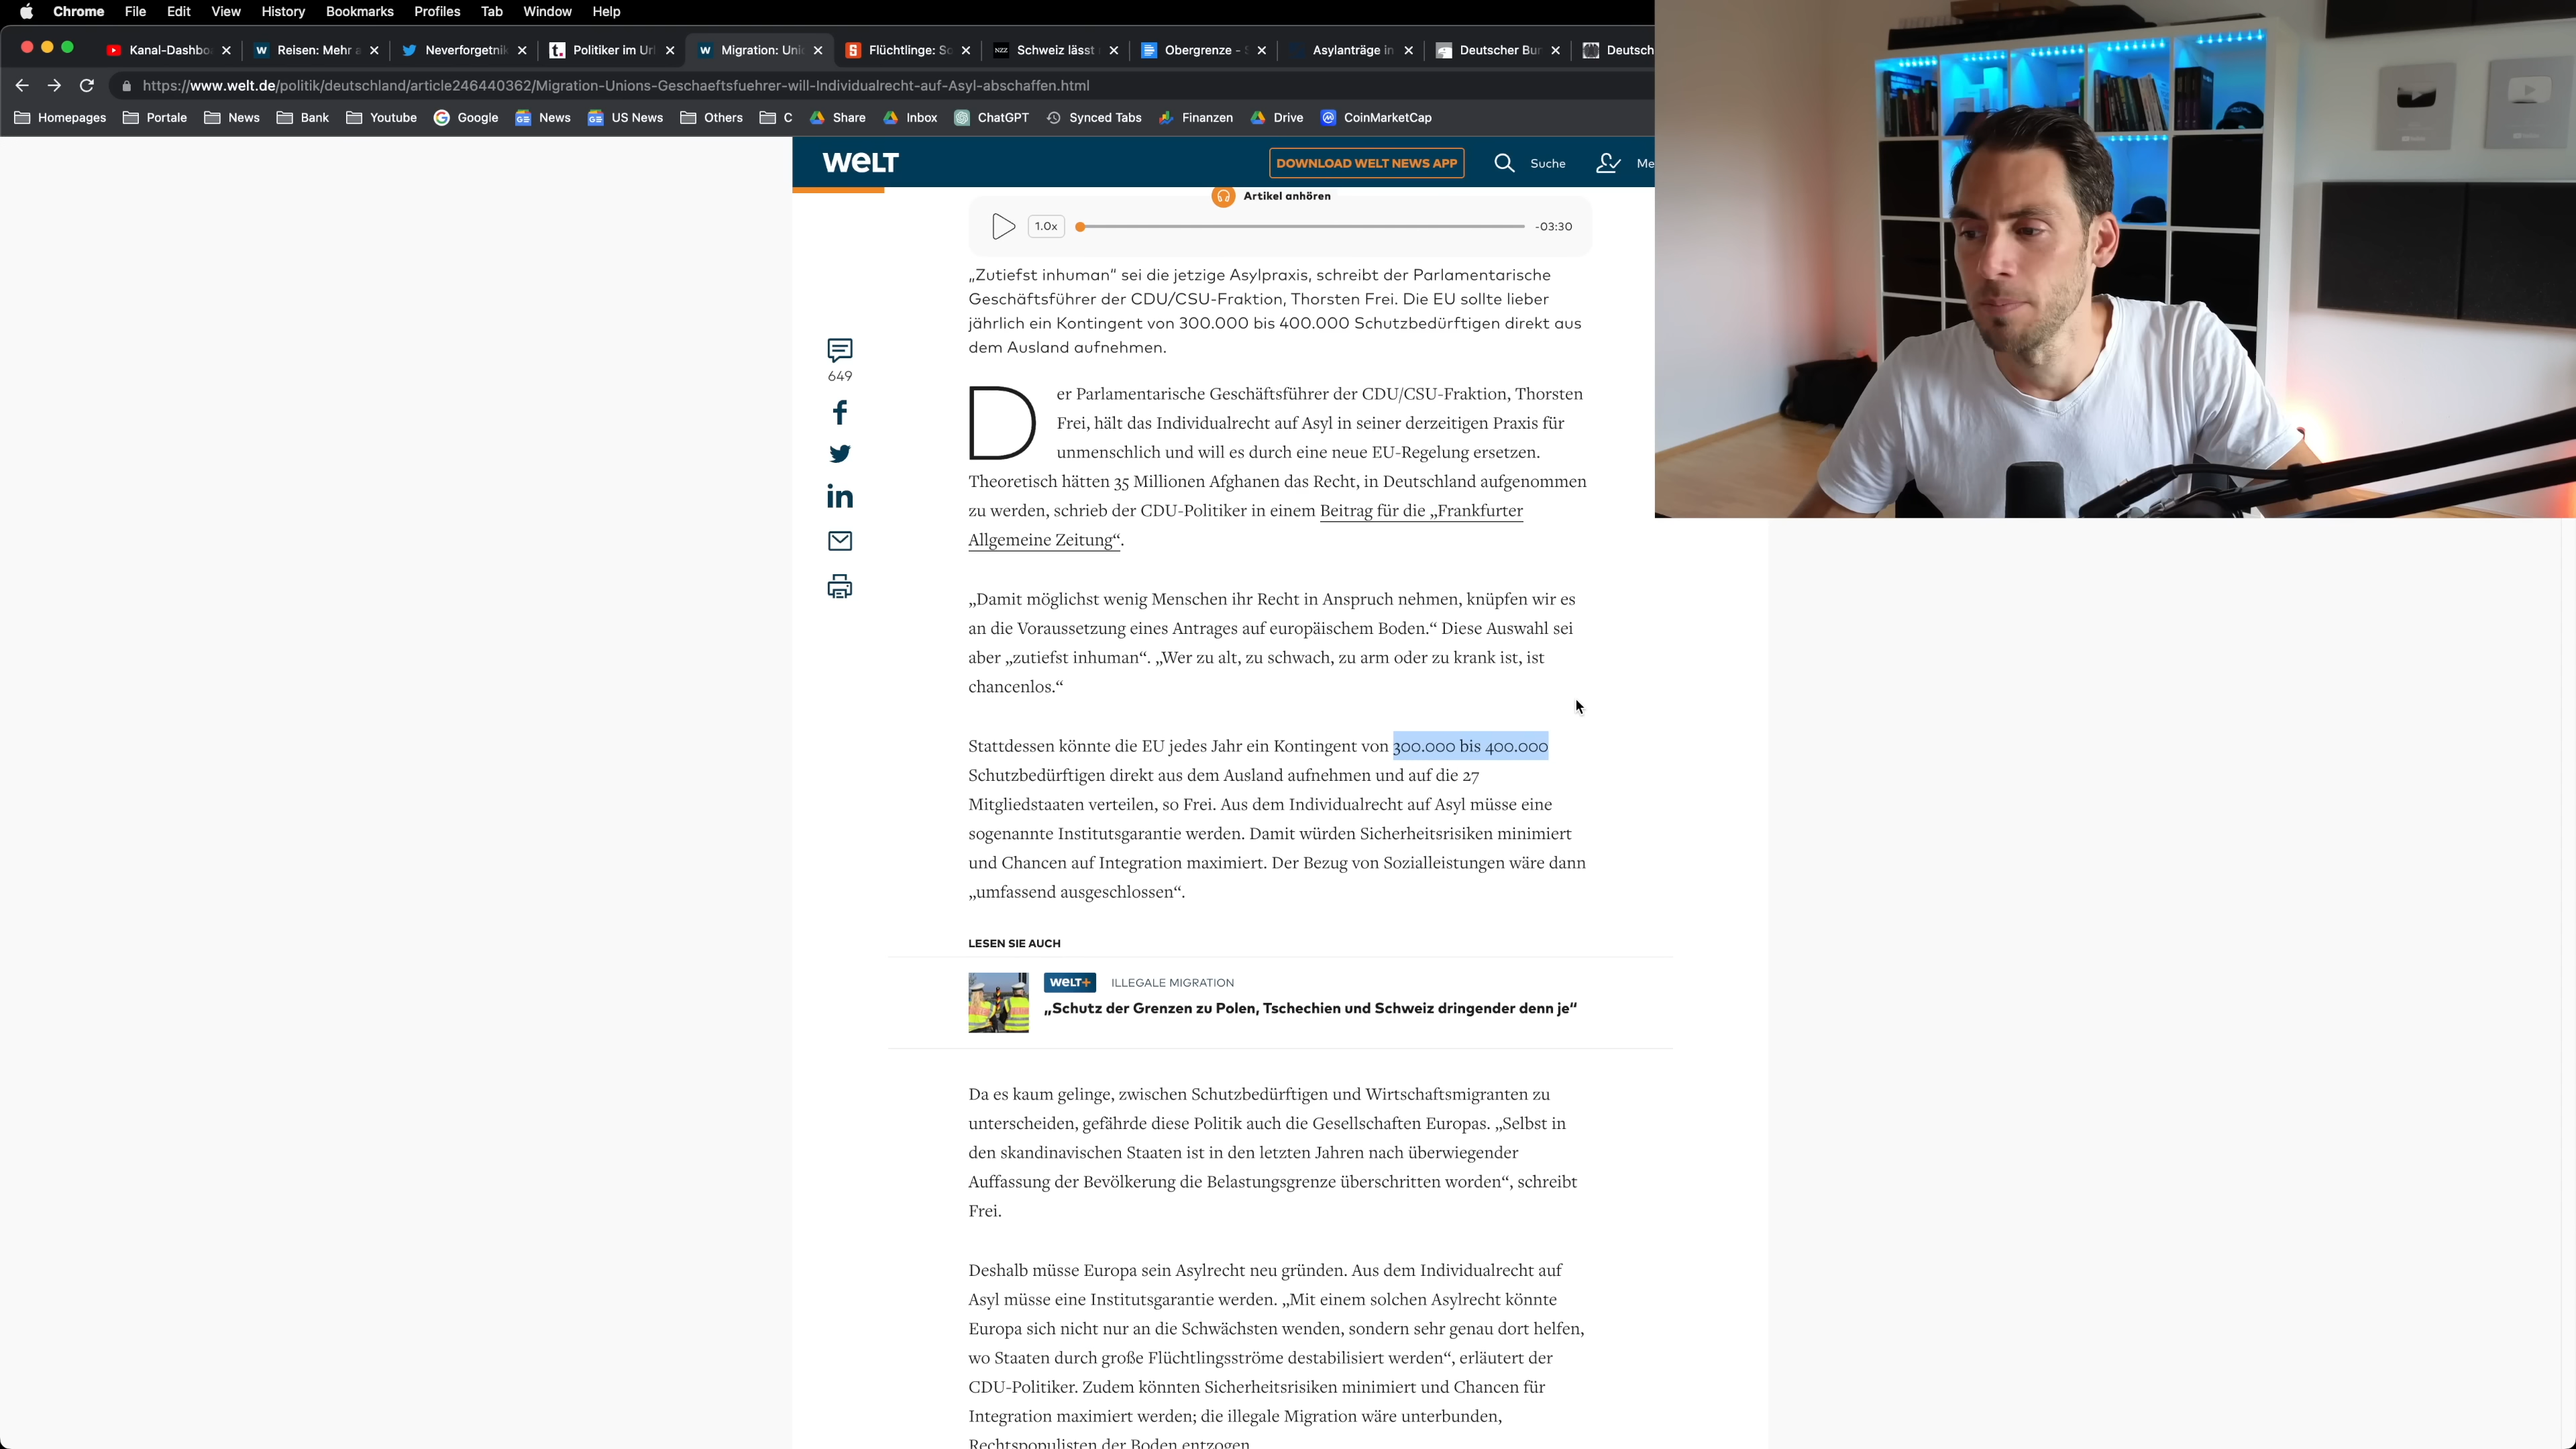 Chrome File Edit View History Bookmarks Profiles Tab Window Help
Kanal-Dashbo Reisen: Mehr Neverforgetnik Politiker im Url Migration: Unio Flüchtlinge: So Schweiz lässt Obergrenze - Asylanträge in Deutscher Bu Deutsch
https://www.welt.de/politik/deutschland/article246440362/Migration-Unions-Geschaeftsfuehrer-will-Individualrecht-auf-Asyl-abschaffen.html
Homepages Portale News Bank Youtube Google News US News Others C Share Inbox ChatGPT Synced Tabs Finanzen Drive CoinMarketCap
WELT DOWNLOAD WELT NEWS APP Suche Me
Artikel anhören
1.0x -03:30
„Zutiefst inhuman“ sei die jetzige Asylpraxis, schreibt der Parlamentarische
Geschäftsführer der CDU/CSU-Fraktion, Thorsten Frei. Die EU sollte lieber
jährlich ein Kontingent von 300.000 bis 400.000 Schutzbedürftigen direkt aus
dem Ausland aufnehmen.
649
Der Parlamentarische Geschäftsführer der CDU/CSU-Fraktion, Thorsten
Frei, hält das Individualrecht auf Asyl in seiner derzeitigen Praxis für
unmenschlich und will es durch eine neue EU-Regelung ersetzen.
Theoretisch hätten 35 Millionen Afghanen das Recht, in Deutschland aufgenommen
zu werden, schrieb der CDU-Politiker in einem Beitrag für die „Frankfurter
Allgemeine Zeitung“.
„Damit möglichst wenig Menschen ihr Recht in Anspruch nehmen, knüpfen wir es
an die Voraussetzung eines Antrages auf europäischem Boden.“ Diese Auswahl sei
aber „zutiefst inhuman“. „Wer zu alt, zu schwach, zu arm oder zu krank ist, ist
chancenlos.“
Stattdessen könnte die EU jedes Jahr ein Kontingent von 300.000 bis 400.000
Schutzbedürftigen direkt aus dem Ausland aufnehmen und auf die 27
Mitgliedstaaten verteilen, so Frei. Aus dem Individualrecht auf Asyl müsse eine
sogenannte Institutsgarantie werden. Damit würden Sicherheitsrisiken minimiert
und Chancen auf Integration maximiert. Der Bezug von Sozialleistungen wäre dann
„umfassend ausgeschlossen“.
LESEN SIE AUCH
WELT+ ILLEGALE MIGRATION
„Schutz der Grenzen zu Polen, Tschechien und Schweiz dringender denn je“
Da es kaum gelinge, zwischen Schutzbedürftigen und Wirtschaftsmigranten zu
unterscheiden, gefährde diese Politik auch die Gesellschaften Europas. „Selbst in
den skandinavischen Staaten ist in den letzten Jahren nach überwiegender
Auffassung der Bevölkerung die Belastungsgrenze überschritten worden“, schreibt
Frei.
Deshalb müsse Europa sein Asylrecht neu gründen. Aus dem Individualrecht auf
Asyl müsse eine Institutsgarantie werden. „Mit einem solchen Asylrecht könnte
Europa sich nicht nur an die Schwächsten wenden, sondern sehr genau dort helfen,
wo Staaten durch große Flüchtlingsströme destabilisiert werden“, erläutert der
CDU-Politiker. Zudem könnten Sicherheitsrisiken minimiert und Chancen für
Integration maximiert werden; die illegale Migration wäre unterbunden,
Rechtspopulisten der Boden entzogen